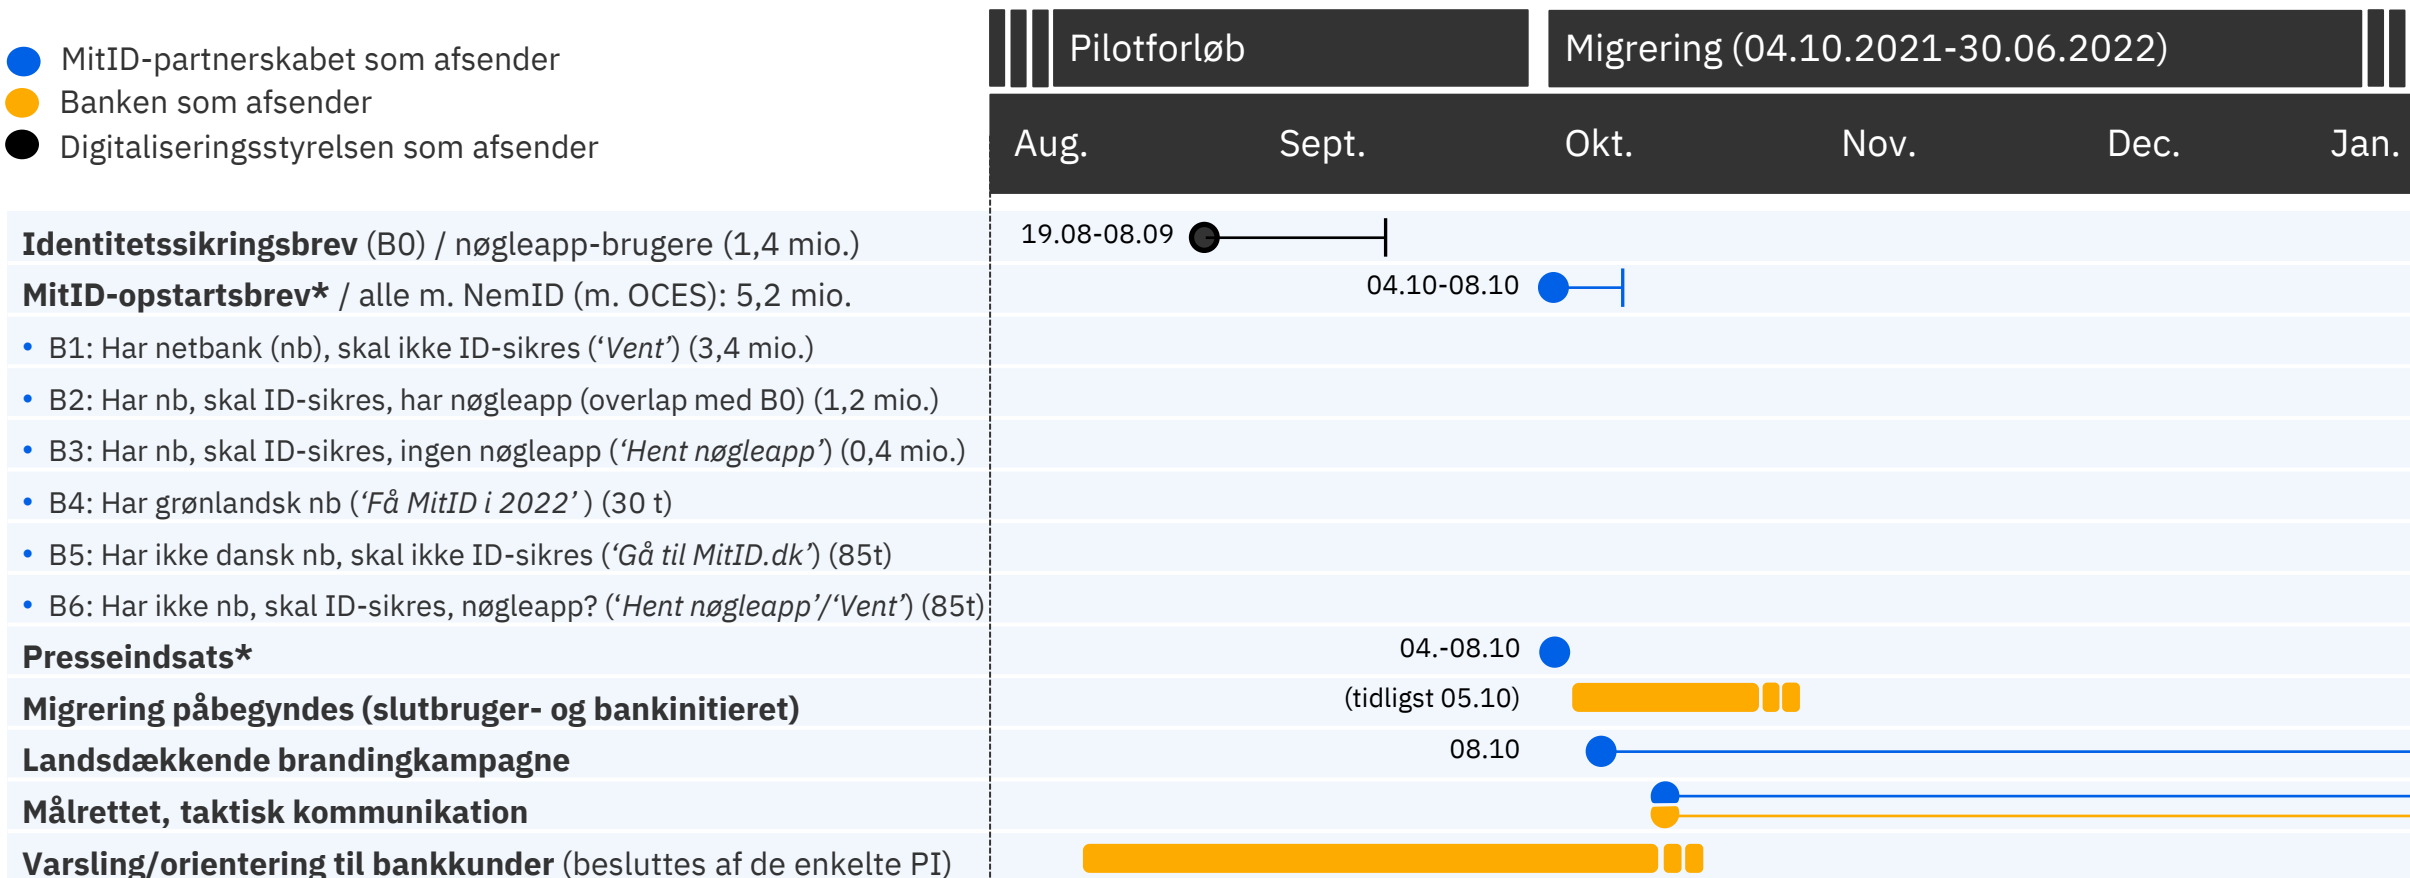 MitID-partnerskabet som afsender
Banken som afsender
Digitaliseringsstyrelsen som afsender
Pilotforløb
Migrering (04.10.2021-30.06.2022)
Aug. Sept. Okt. Nov. Dec. Jan.
Identitetssikringsbrev (B0) / nøgleapp-brugere (1,4 mio.)
19.08-08.09
MitID-opstartsbrev* / alle m. NemID (m. OCES): 5,2 mio.
04.10-08.10
• B1: Har netbank (nb), skal ikke ID-sikres (‘Vent’) (3,4 mio.)
• B2: Har nb, skal ID-sikres, har nøgleapp (overlap med B0) (1,2 mio.)
• B3: Har nb, skal ID-sikres, ingen nøgleapp (‘Hent nøgleapp’) (0,4 mio.)
• B4: Har grønlandsk nb (‘Få MitID i 2022’ ) (30 t)
• B5: Har ikke dansk nb, skal ikke ID-sikres (‘Gå til MitID.dk’) (85t)
• B6: Har ikke nb, skal ID-sikres, nøgleapp? (‘Hent nøgleapp’/‘Vent’) (85t)
Presseindsats*
04.-08.10
Migrering påbegyndes (slutbruger- og bankinitieret)
(tidligst 05.10)
Landsdækkende brandingkampagne
08.10
Målrettet, taktisk kommunikation
Varsling/orientering til bankkunder (besluttes af de enkelte PI)